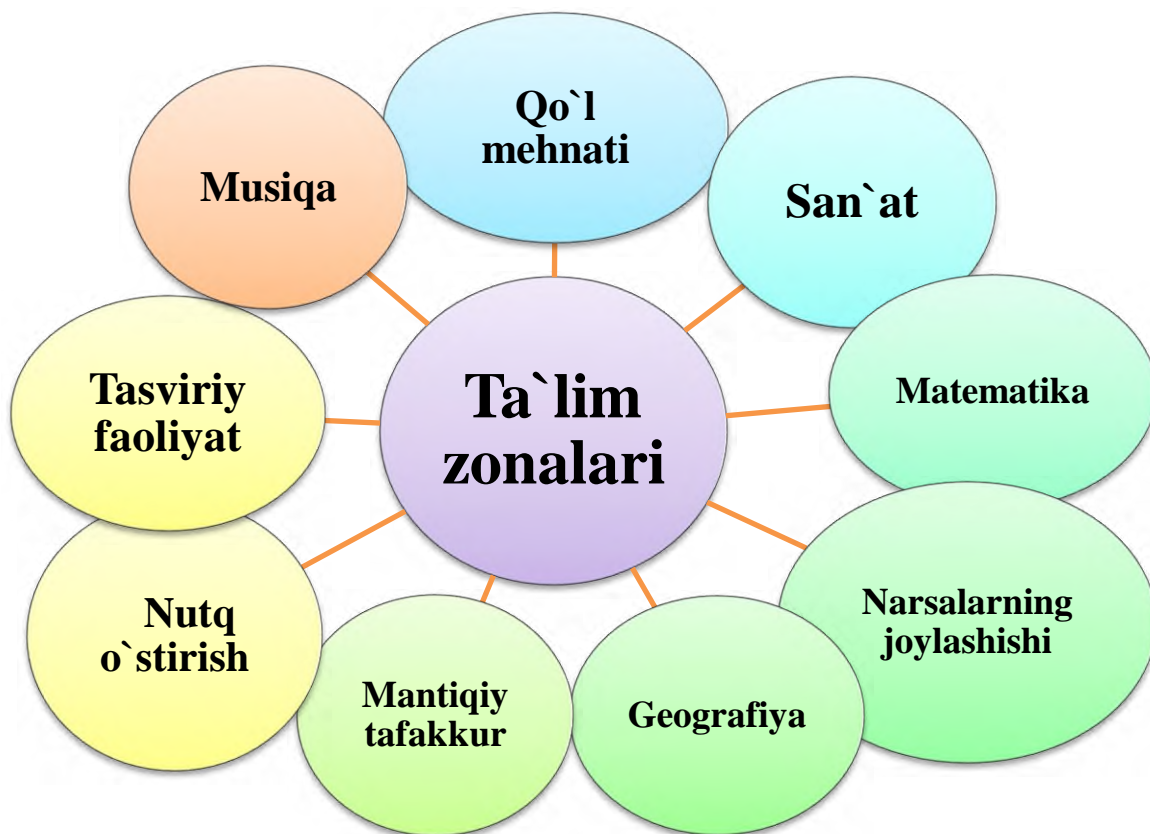 Qo`l
mehnati
Musiqa
San`at
Tasviriy
faoliyat
Ta`lim
zonalari
Matematika
Nutq
o`stirish
Narsalarning
joylashishi
Mantiqiy
tafakkur
Geografiya